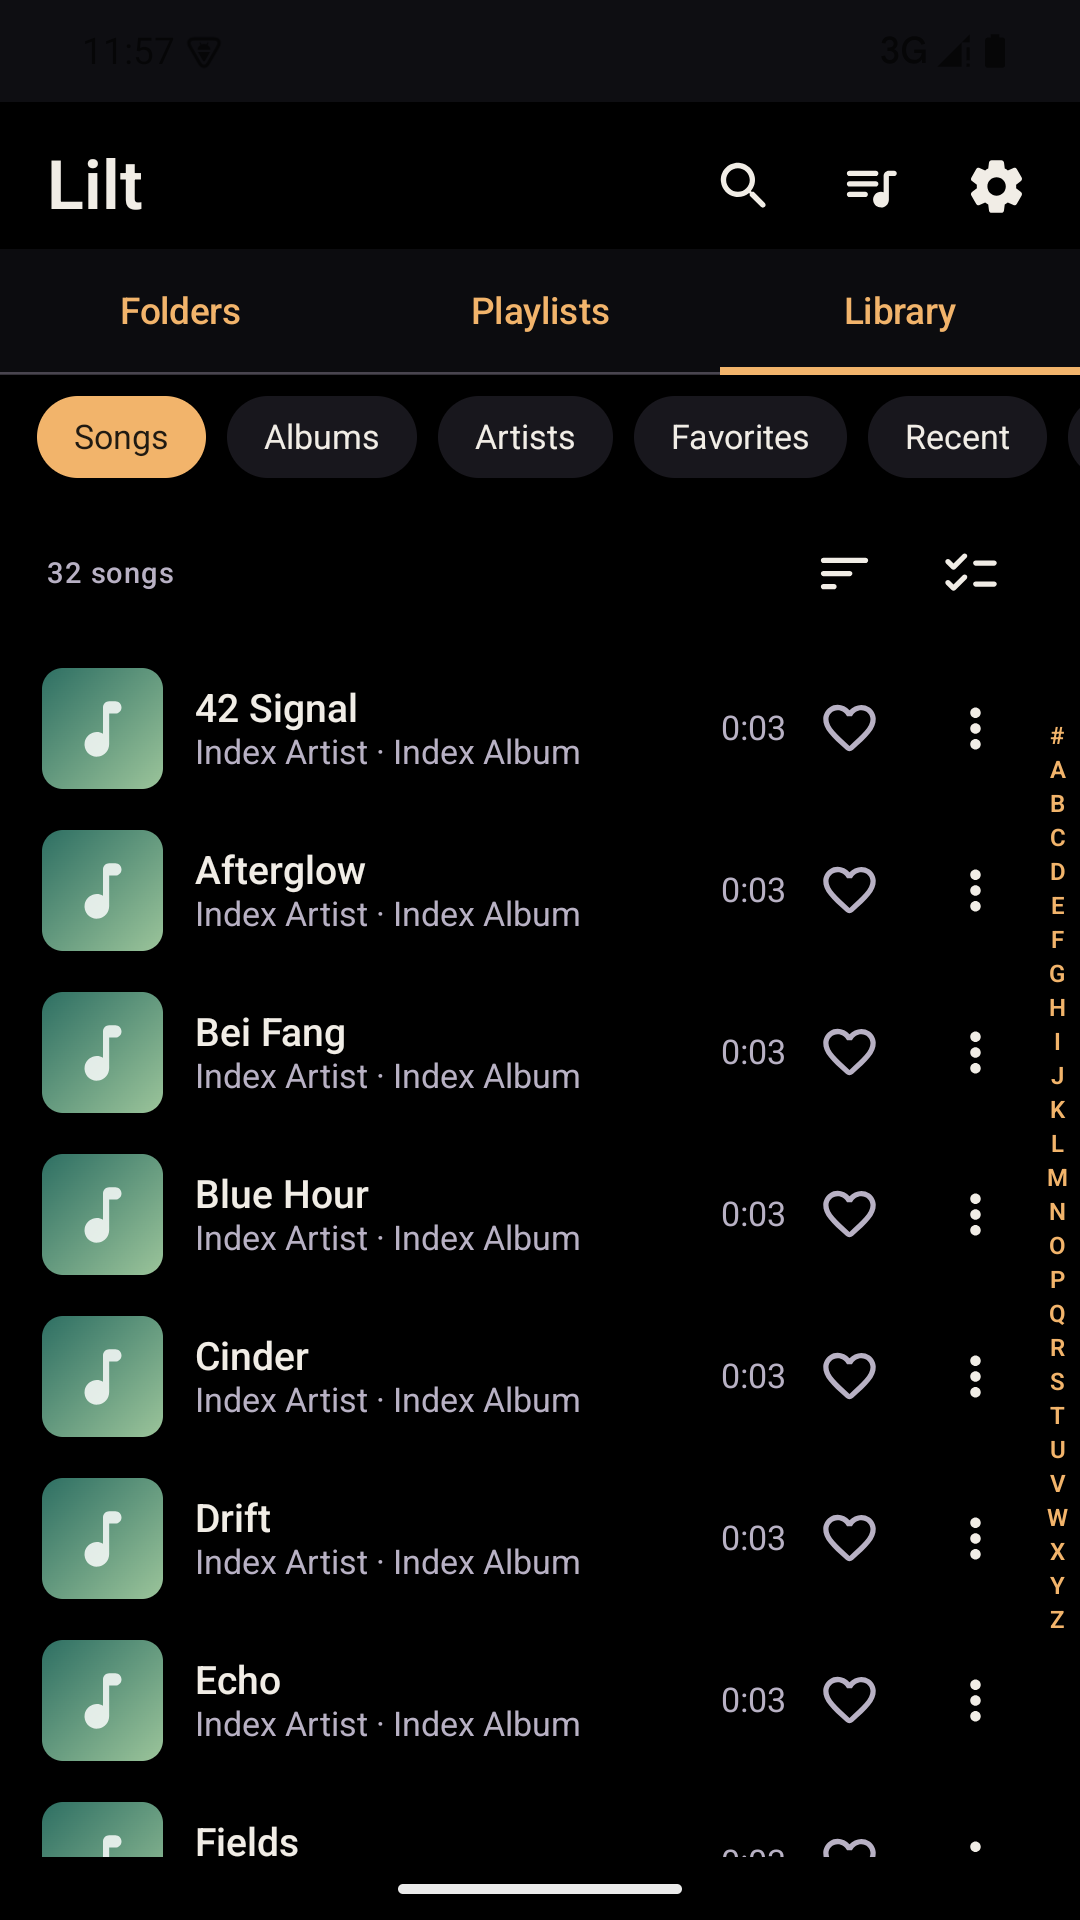 11:57
3G
Lilt
Folders Playlists Library
Songs Albums Artists Favorites Recent
32 songs
42 Signal
Index Artist · Index Album
0:03
Afterglow
Index Artist · Index Album
0:03
Bei Fang
Index Artist · Index Album
0:03
Blue Hour
Index Artist · Index Album
0:03
Cinder
Index Artist · Index Album
0:03
Drift
Index Artist · Index Album
0:03
Echo
Index Artist · Index Album
0:03
Fields
#
A
B
C
D
E
F
G
H
I
J
K
L
M
N
O
P
Q
R
S
T
U
V
W
X
Y
Z